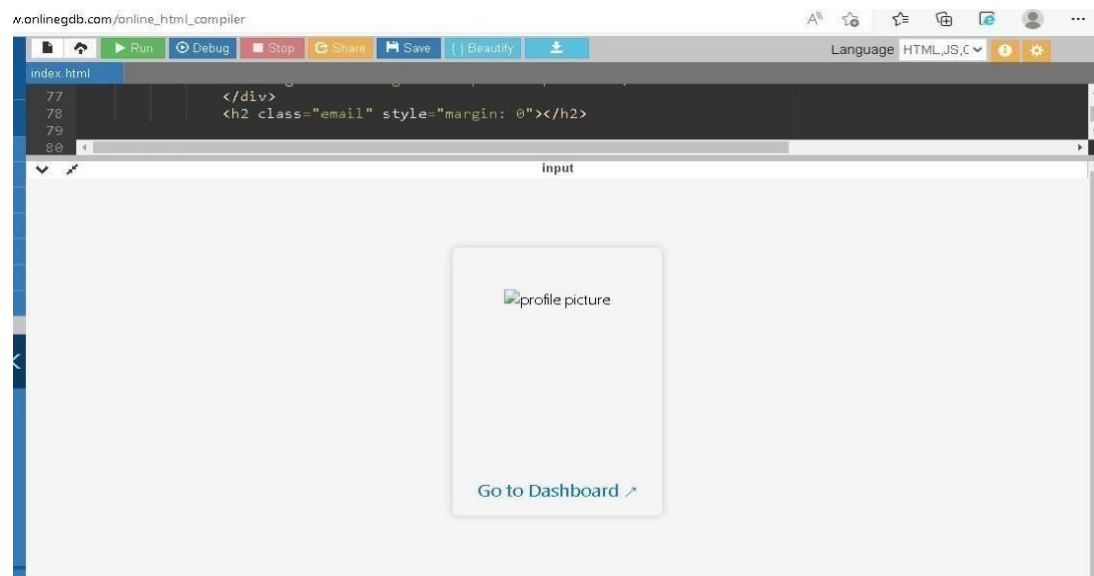 w.onlinegdb.com/online_html_compiler
Run Debug Stop Share Save { } Beautify
Language HTML,JS,C
index.html
77 </div>
78 <h2 class="email" style="margin: 0"></h2>
79
80
input
profile picture
Go to Dashboard ↗